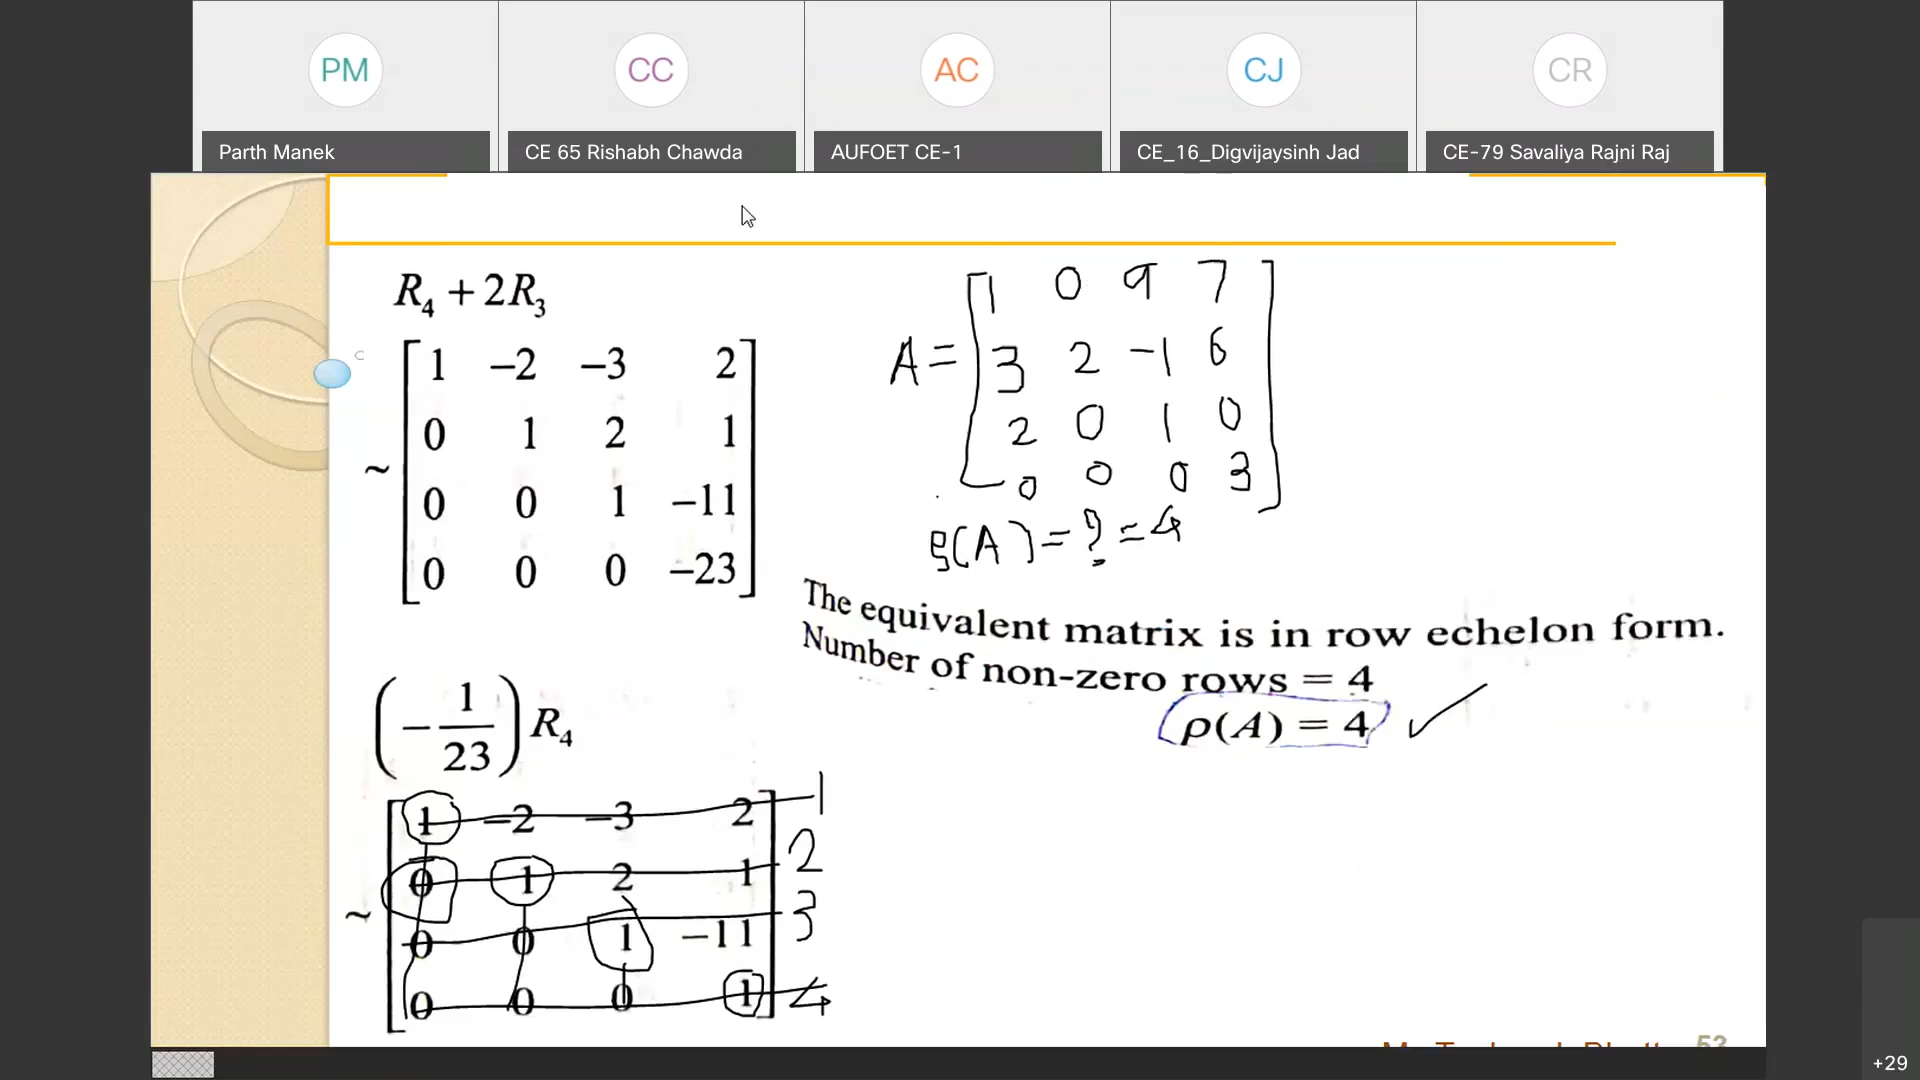 PM CC AC CJ CR
Parth Manek CE 65 Rishabh Chawda AUFOET CE-1 CE_16_Digvijaysinh Jad CE-79 Savaliya Rajni Raj
R₄ + 2R₃
~ [1 −2 −3 2
0 1 2 1
0 0 1 −11
0 0 0 −23]
A = [1 0 9 7
3 2 -1 6
2 0 1 0
0 0 0 3]
ρ(A) = ? = 4
The equivalent matrix is in row echelon form.
Number of non-zero rows = 4
ρ(A) = 4 ✓
(−1/23) R₄
~ [1 −2 −3 2] 1
[0 1 2 1] 2
[0 0 1 −11] 3
[0 0 0 1] 4
53
+29